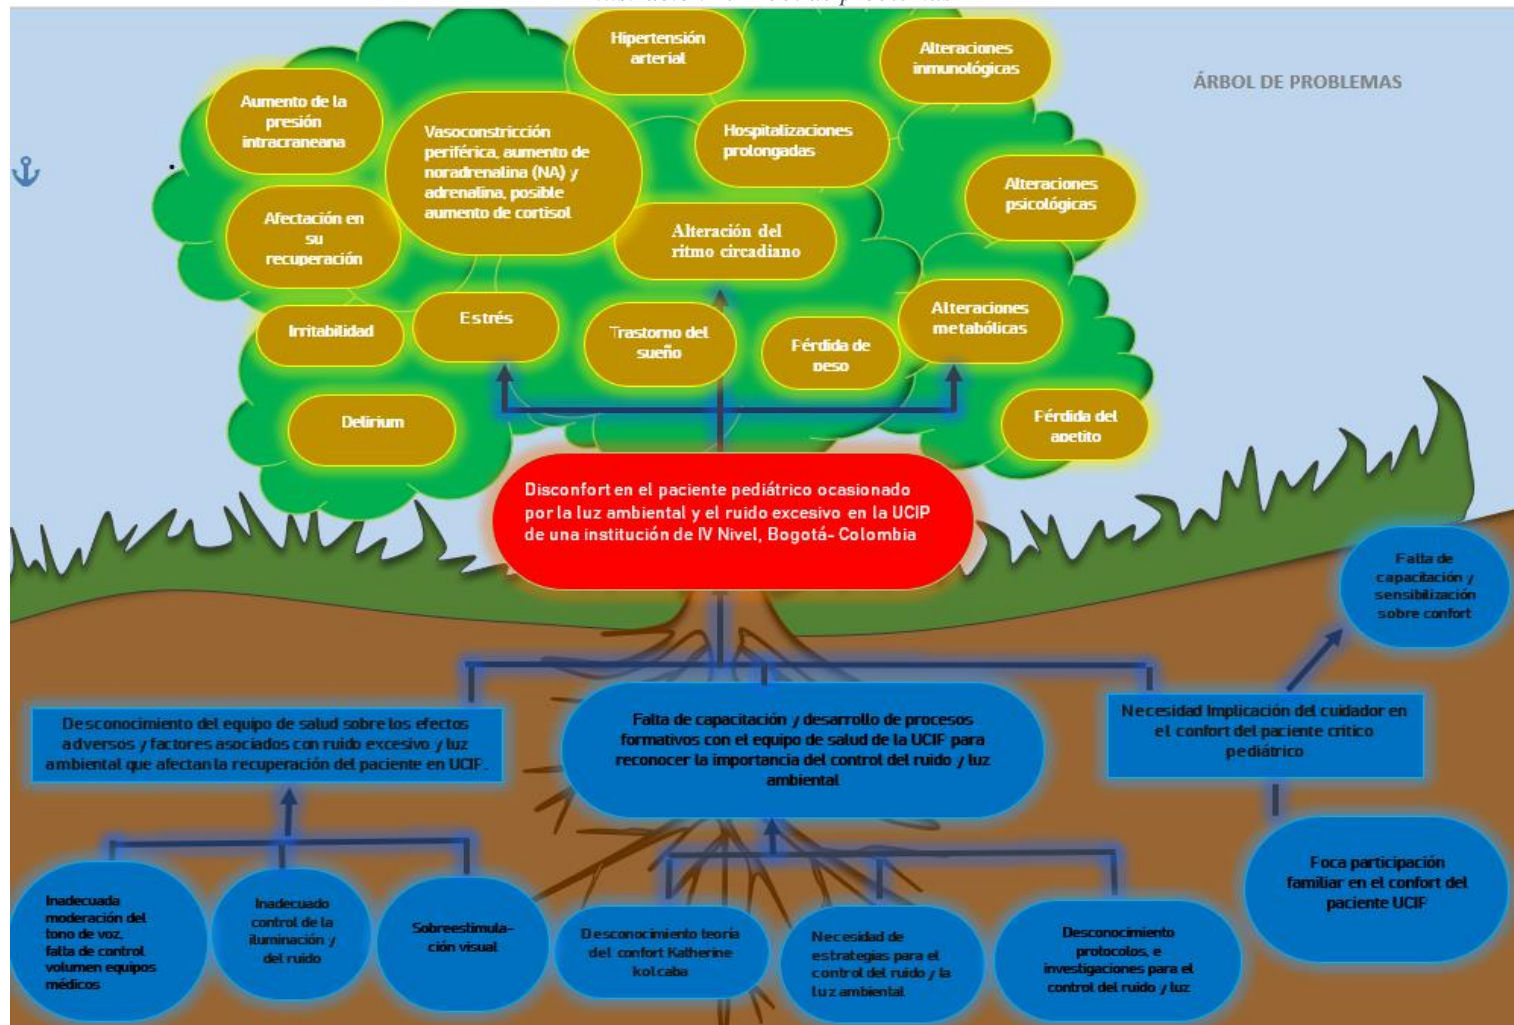 Hipertensión
arterial
Alteraciones
inmunológicas
ÁRBOL DE PROBLEMAS
Aumento de la
presión
intracraneana
Vasoconstricción
periférica, aumento de
noradrenalina (NA) y
adrenalina, posible
aumento de cortisol
Hospitalizaciones
prolongadas
Alteraciones
psicológicas
Afectación en
su
recuperación
Alteración del
ritmo circadiano
Irritabilidad
Estrés
Trastorno del
sueño
Pérdida de
peso
Alteraciones
metabólicas
Delirium
Pérdida del
apetito
Disconfort en el paciente pediátrico ocasionado
por la luz ambiental y el ruido excesivo en la UCIP
de una institución de IV Nivel, Bogotá- Colombia
Falta de
capacitación y
sensibilización
sobre confort
Desconocimiento del equipo de salud sobre los efectos
adversos y factores asociados con ruido excesivo y luz
ambiental que afectan la recuperación del paciente en UCIF.
Falta de capacitación y desarrollo de procesos
formativos con el equipo de salud de la UCIF para
reconocer la importancia del control del ruido y luz
ambiental
Necesidad Implicación del cuidador en
el confort del paciente critico
pediátrico
Inadecuada
moderación del
tono de voz,
falta de control
volumen equipos
médicos
Inadecuado
control de la
iluminación y
del ruido
Sobreestimula-
ción visual
Desconocimiento teoría
del confort Katherine
kolcaba
Necesidad de
estrategias para el
control del ruido y la
luz ambiental
Desconocimiento
protocolos, e
investigaciones para el
control del ruido y luz
Foca participación
familiar en el confort del
paciente UCIF